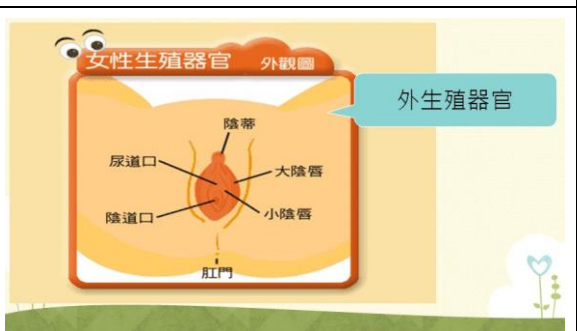 女性生殖器官 外觀圖
外生殖器官
陰蒂
尿道口
大陰唇
陰道口
小陰唇
肛門